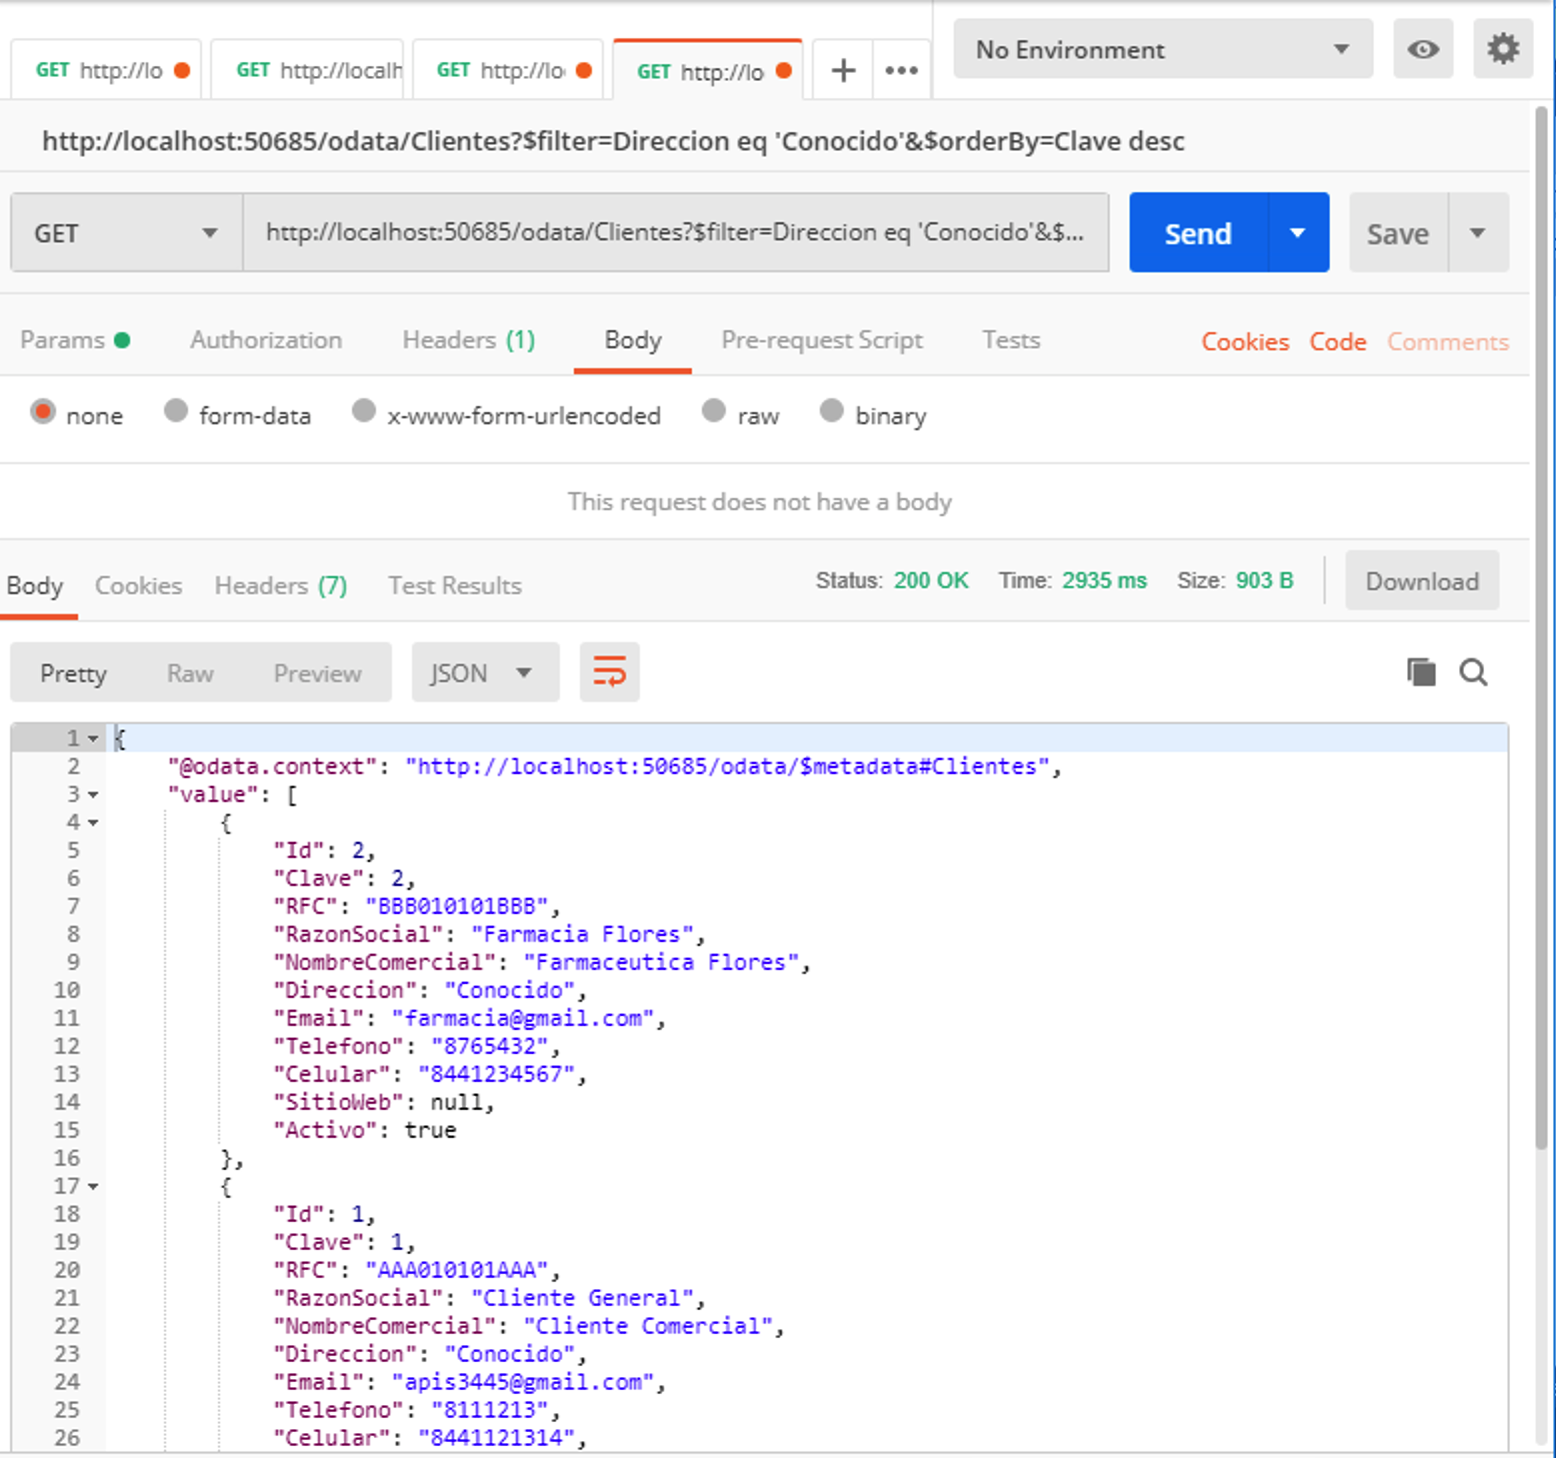 GET http://lo GET http://localh GET http://lo GET http://lo + ••• No Environment
http://localhost:50685/odata/Clientes?$filter=Direccion eq 'Conocido'&$orderBy=Clave desc
GET http://localhost:50685/odata/Clientes?$filter=Direccion eq 'Conocido'&$... Send Save
Params Authorization Headers (1) Body Pre-request Script Tests Cookies Code Comments
none form-data x-www-form-urlencoded raw binary
This request does not have a body
Body Cookies Headers (7) Test Results Status: 200 OK Time: 2935 ms Size: 903 B Download
Pretty Raw Preview JSON
1 {
2 "@odata.context": "http://localhost:50685/odata/$metadata#Clientes",
3 "value": [
4 {
5 "Id": 2,
6 "Clave": 2,
7 "RFC": "BBB010101BBB",
8 "RazonSocial": "Farmacia Flores",
9 "NombreComercial": "Farmaceutica Flores",
10 "Direccion": "Conocido",
11 "Email": "farmacia@gmail.com",
12 "Telefono": "8765432",
13 "Celular": "8441234567",
14 "SitioWeb": null,
15 "Activo": true
16 },
17 {
18 "Id": 1,
19 "Clave": 1,
20 "RFC": "AAA010101AAA",
21 "RazonSocial": "Cliente General",
22 "NombreComercial": "Cliente Comercial",
23 "Direccion": "Conocido",
24 "Email": "apis3445@gmail.com",
25 "Telefono": "8111213",
26 "Celular": "8441121314",